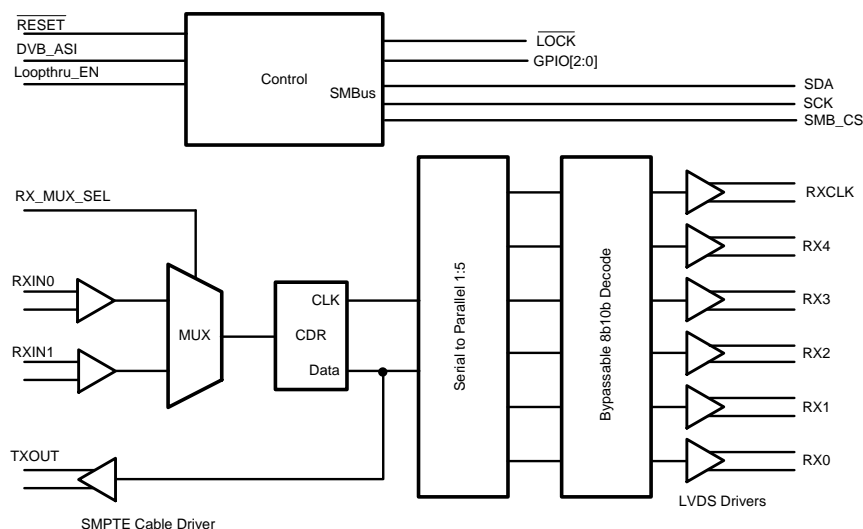 RESET
DVB_ASI
Loopthru_EN
Control
SMBus
LOCK
GPIO[2:0]
SDA
SCK
SMB_CS
RX_MUX_SEL
RXIN0
RXIN1
MUX
CLK
CDR
Data
Serial to Parallel 1:5
Bypassable 8b10b Decode
RXCLK
RX4
RX3
RX2
RX1
RX0
TXOUT
SMPTE Cable Driver
LVDS Drivers